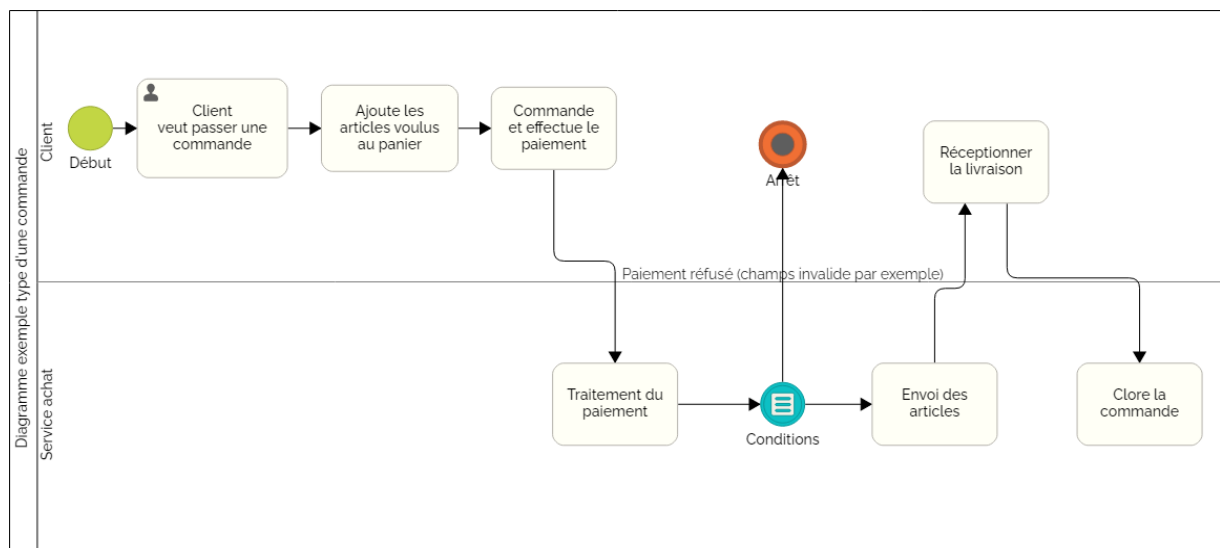 Diagramme exemple type d'une commande
Client
Début
Client
veut passer une
commande
Ajoute les
articles voulus
au panier
Commande
et effectue le
paiement
Arrêt
Réceptionner
la livraison
Paiement réfusé (champs invalide par exemple)
Service achat
Traitement du
paiement
Conditions
Envoi des
articles
Clore la
commande